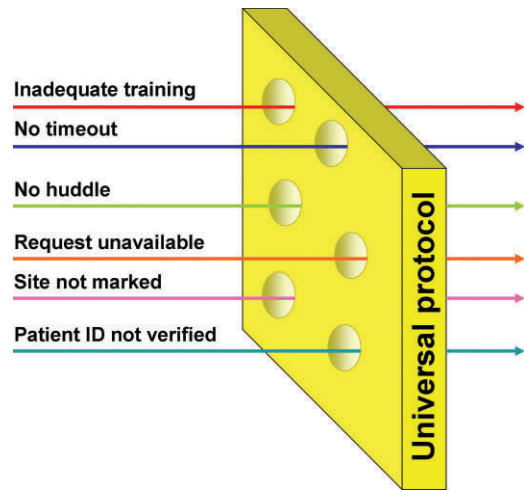 Inadequate training
No timeout
No huddle
Request unavailable
Site not marked
Patient ID not verified
Universal protocol